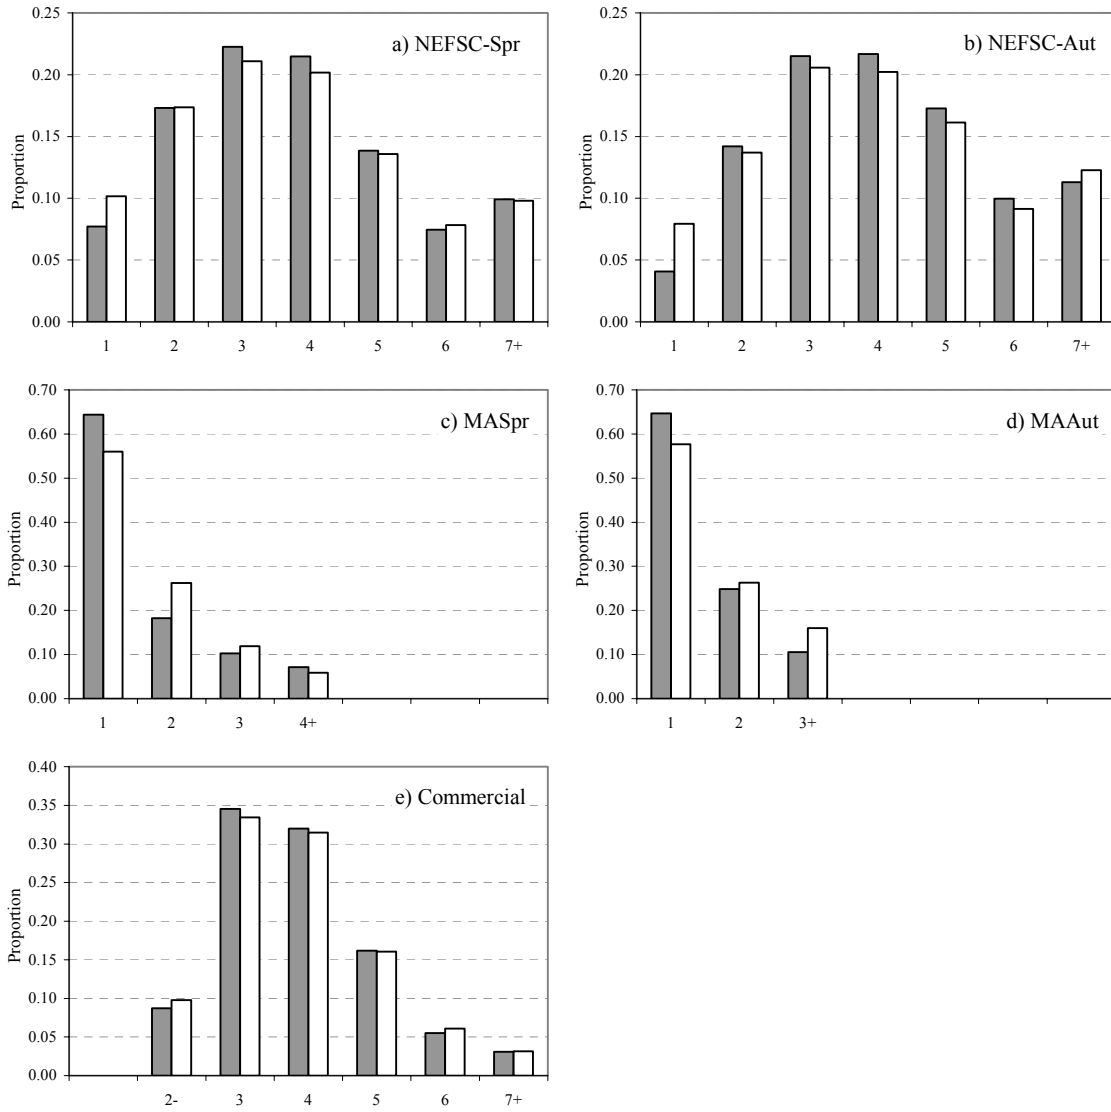 a) NEFSC-Spr
Proportion
0.25
0.20
0.15
0.10
0.05
0.00
1 2 3 4 5 6 7+
b) NEFSC-Aut
Proportion
0.25
0.20
0.15
0.10
0.05
0.00
1 2 3 4 5 6 7+
c) MASpr
Proportion
0.70
0.60
0.50
0.40
0.30
0.20
0.10
0.00
1 2 3 4+
d) MAAut
Proportion
0.70
0.60
0.50
0.40
0.30
0.20
0.10
0.00
1 2 3+
e) Commercial
Proportion
0.40
0.35
0.30
0.25
0.20
0.15
0.10
0.05
0.00
2- 3 4 5 6 7+